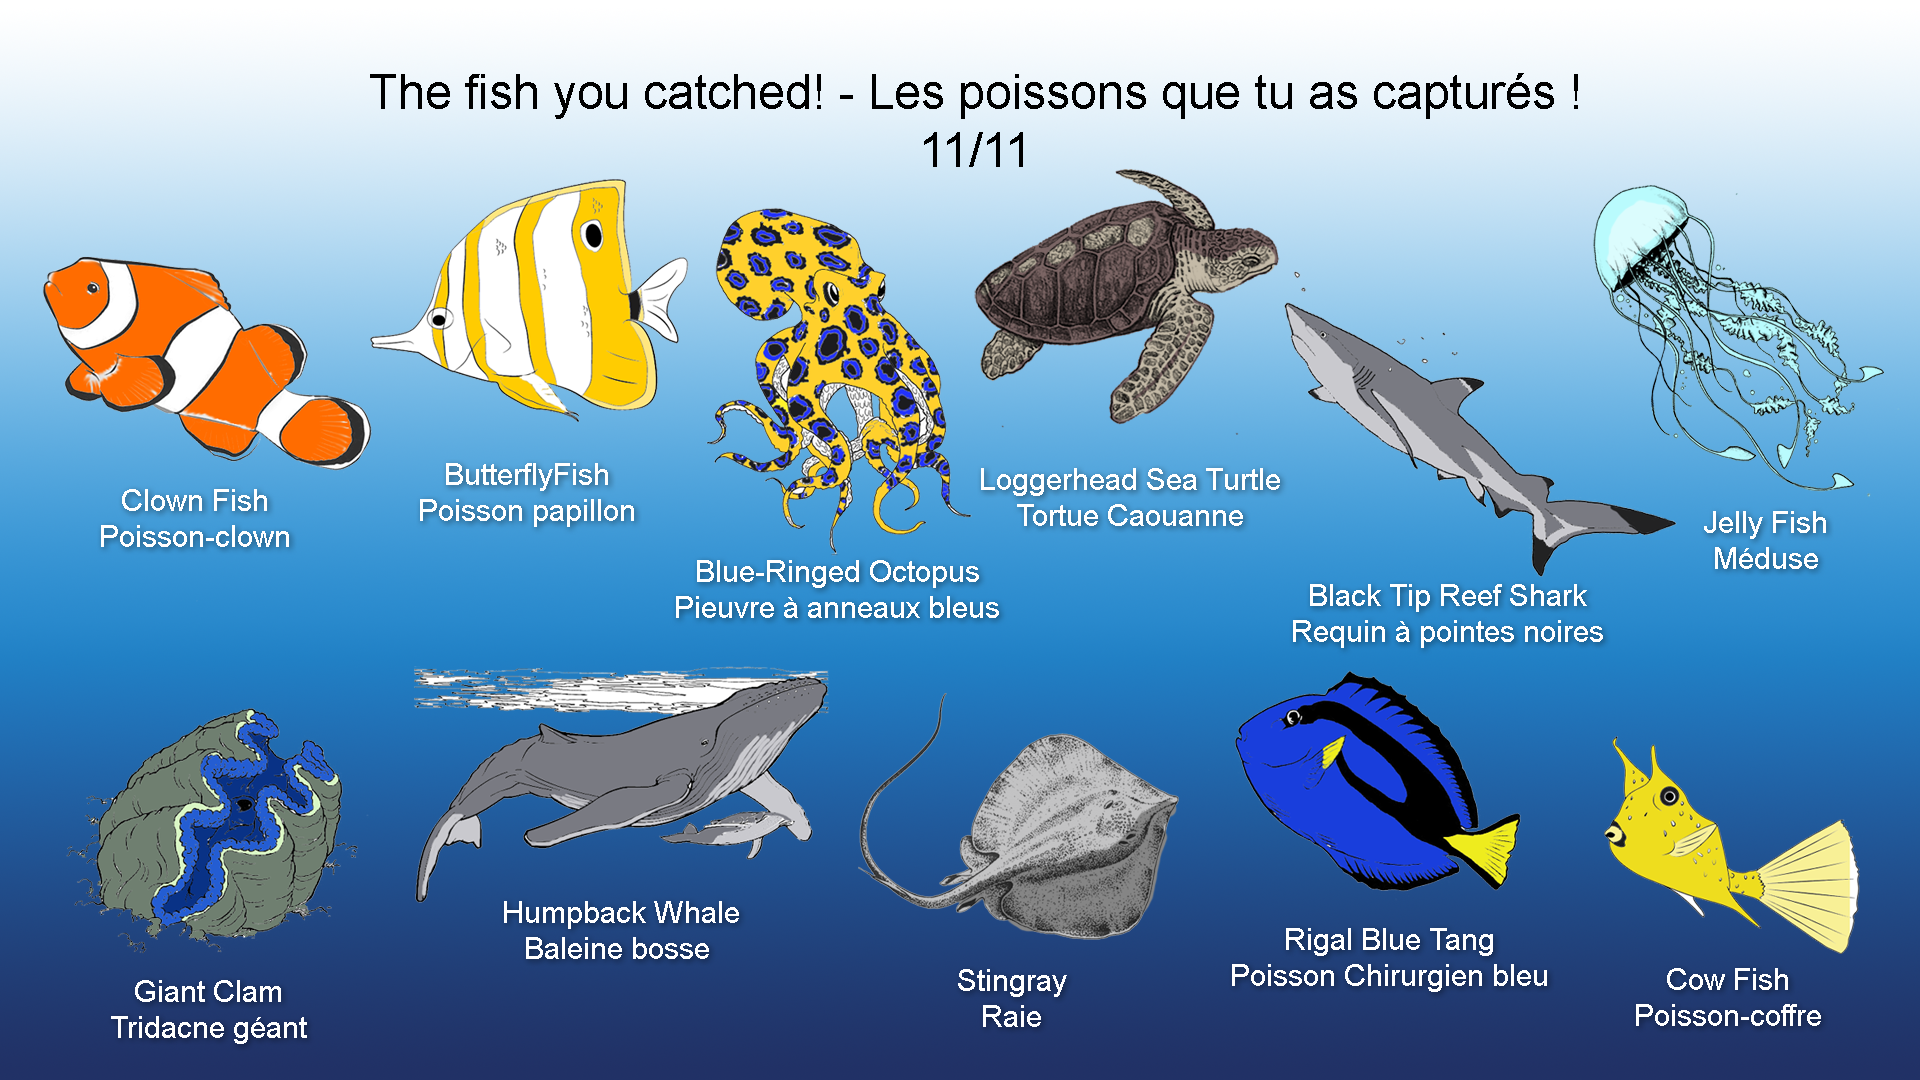 The fish you catched! - Les poissons que tu as capturés !
11/11
Clown Fish
Poisson-clown
ButterflyFish
Poisson papillon
Blue-Ringed Octopus
Pieuvre à anneaux bleus
Loggerhead Sea Turtle
Tortue Caouanne
Black Tip Reef Shark
Requin à pointes noires
Jelly Fish
Méduse
Giant Clam
Tridacne géant
Humpback Whale
Baleine bosse
Stingray
Raie
Rigal Blue Tang
Poisson Chirurgien bleu
Cow Fish
Poisson-coffre